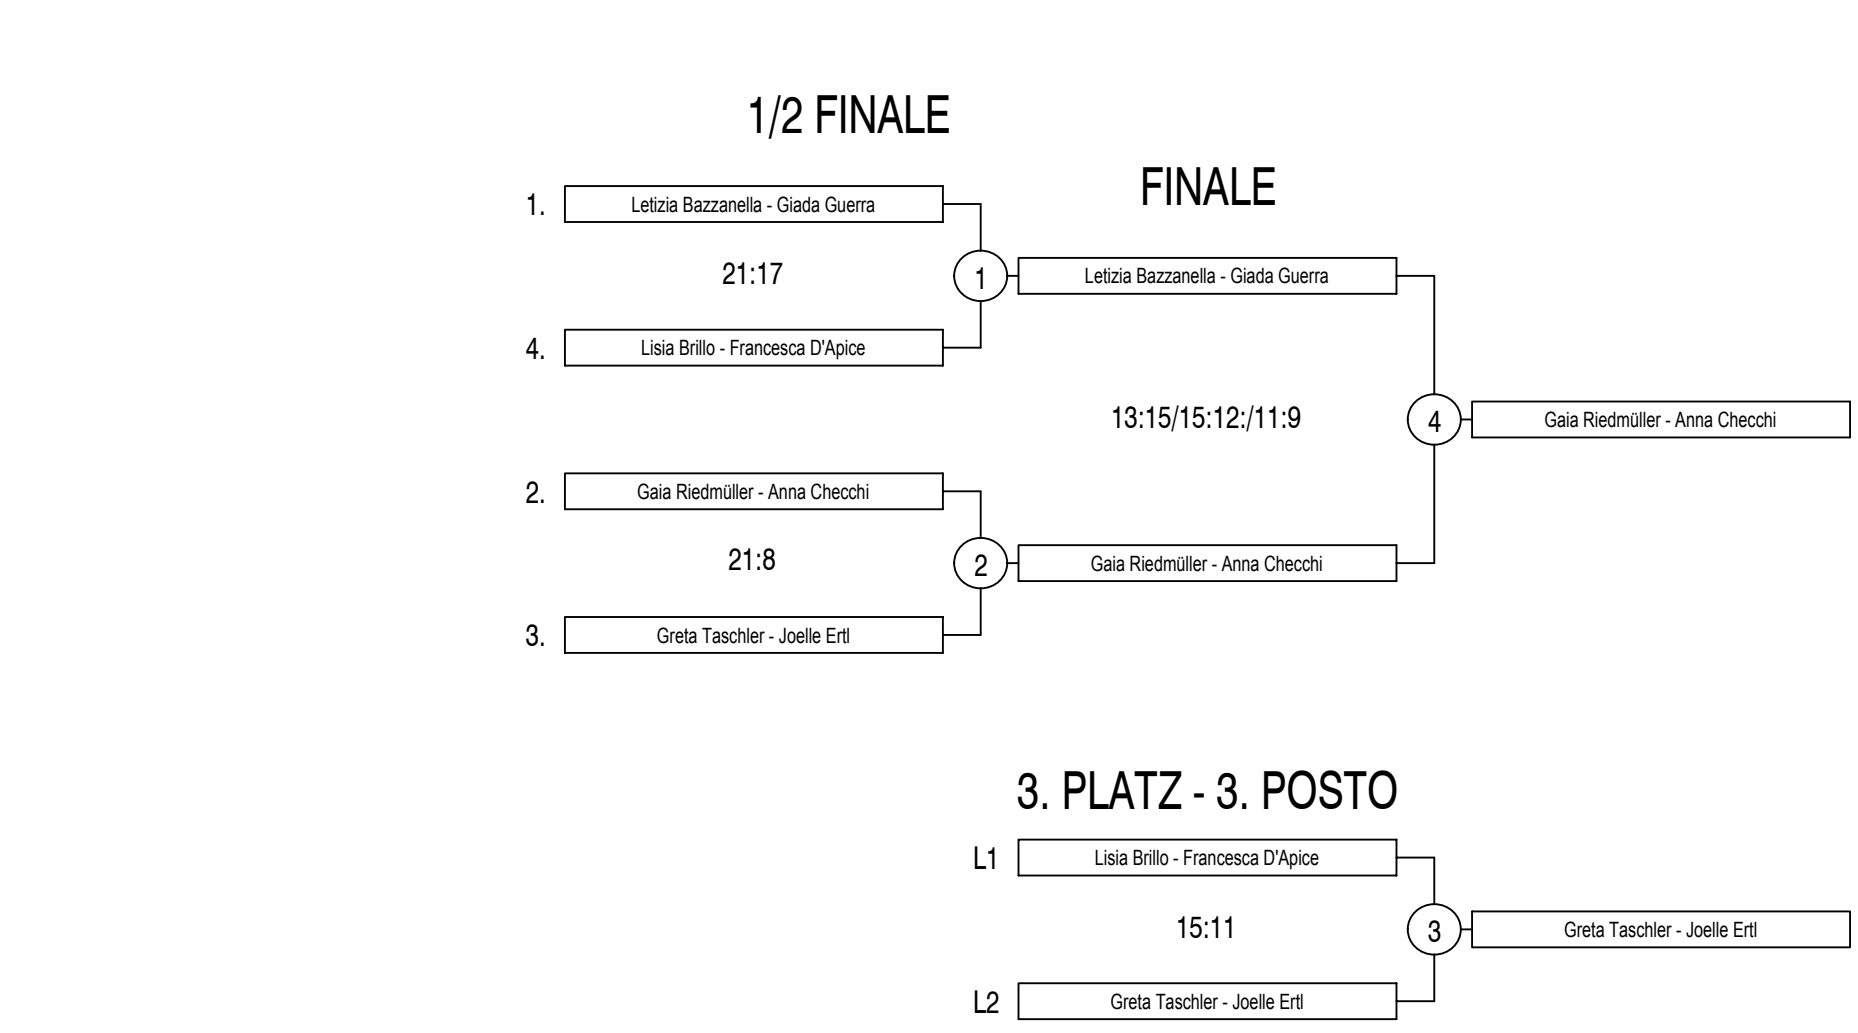 1/2 FINALE
FINALE
1. Letizia Bazzanella - Giada Guerra
21:17
1
Letizia Bazzanella - Giada Guerra
4. Lisia Brillo - Francesca D'Apice
13:15/15:12:/11:9
4
Gaia Riedmüller - Anna Checchi
2. Gaia Riedmüller - Anna Checchi
21:8
2
Gaia Riedmüller - Anna Checchi
3. Greta Taschler - Joelle Ertl
3. PLATZ - 3. POSTO
L1 Lisia Brillo - Francesca D'Apice
15:11
3
Greta Taschler - Joelle Ertl
L2 Greta Taschler - Joelle Ertl